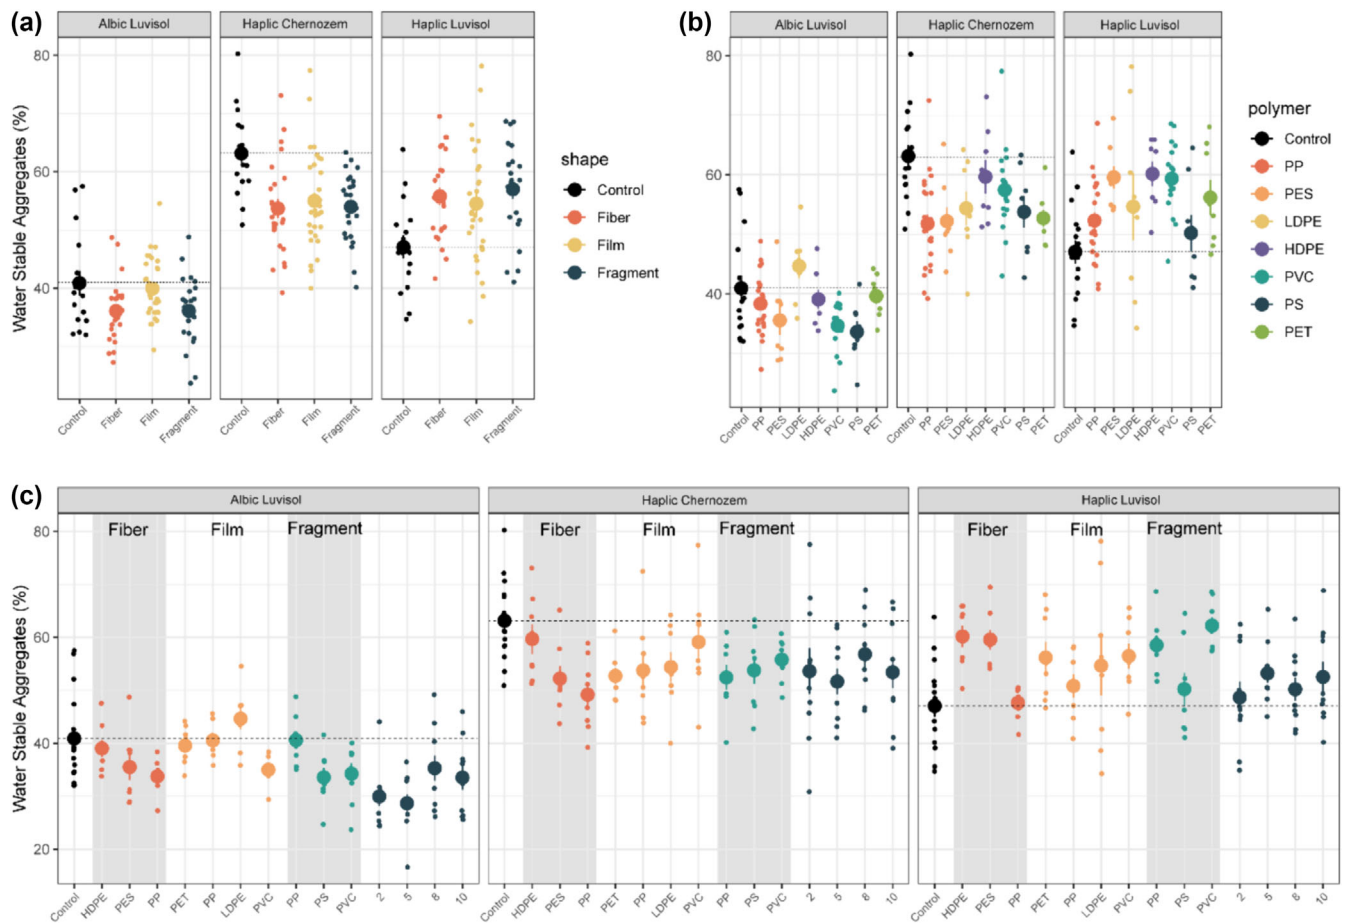 (a)
Albic Luvisol
Haplic Chernozem
Haplic Luvisol
Water Stable Aggregates (%)
80
60
40
Control
Fiber
Film
Fragment
Control
Fiber
Film
Fragment
Control
Fiber
Film
Fragment
shape
Control
Fiber
Film
Fragment
(b)
Albic Luvisol
Haplic Chernozem
Haplic Luvisol
Water Stable Aggregates (%)
80
60
40
Control
PP
PES
LDPE
HDPE
PVC
PS
PET
Control
PP
PES
LDPE
HDPE
PVC
PS
PET
Control
PP
PES
LDPE
HDPE
PVC
PS
PET
polymer
Control
PP
PES
LDPE
HDPE
PVC
PS
PET
(c)
Albic Luvisol
Haplic Chernozem
Haplic Luvisol
Fiber
Film
Fragment
Fiber
Film
Fragment
Fiber
Film
Fragment
Water Stable Aggregates (%)
80
60
40
20
Control
HDPE
PES
PP
PET
PP
LDPE
PVC
PP
PS
PVC
2
5
8
10
Control
HDPE
PES
PP
PET
PP
LDPE
PVC
PP
PS
PVC
2
5
8
10
Control
HDPE
PES
PP
PET
PP
LDPE
PVC
PP
PS
PVC
2
5
8
10